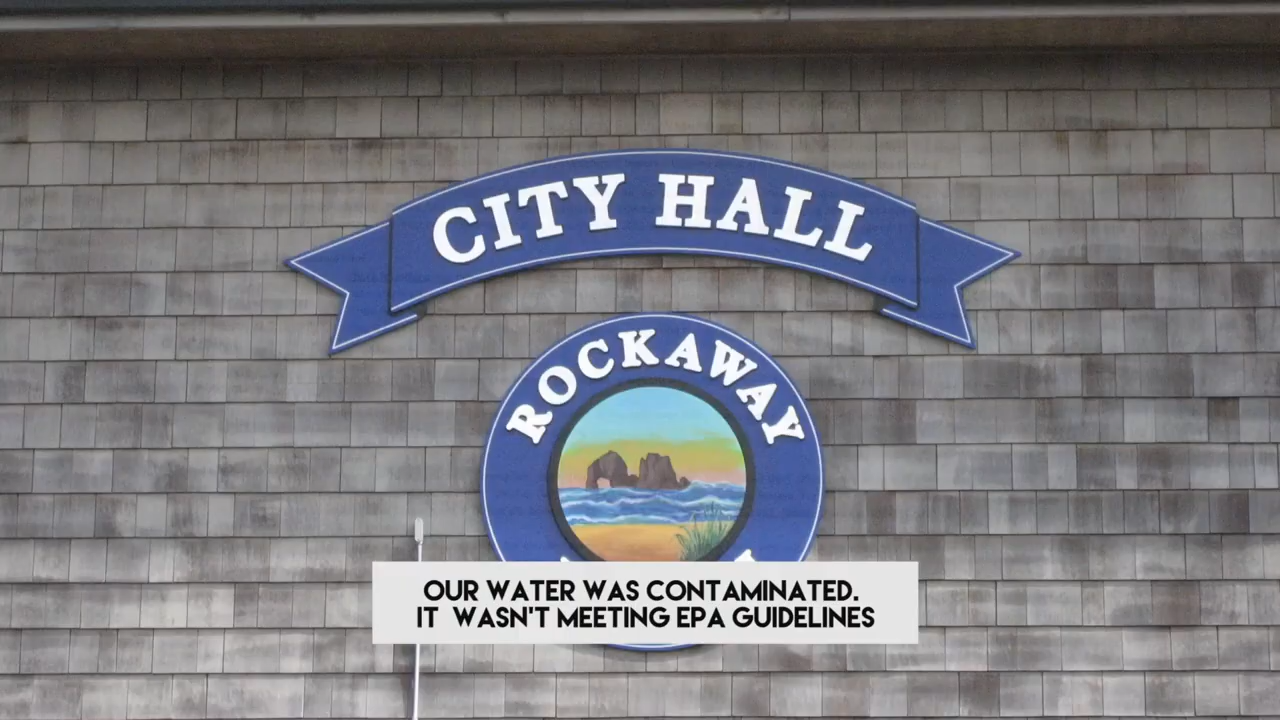 CITY HALL
ROCKAWAY
OUR WATER WAS CONTAMINATED.
IT WASN'T MEETING EPA GUIDELINES